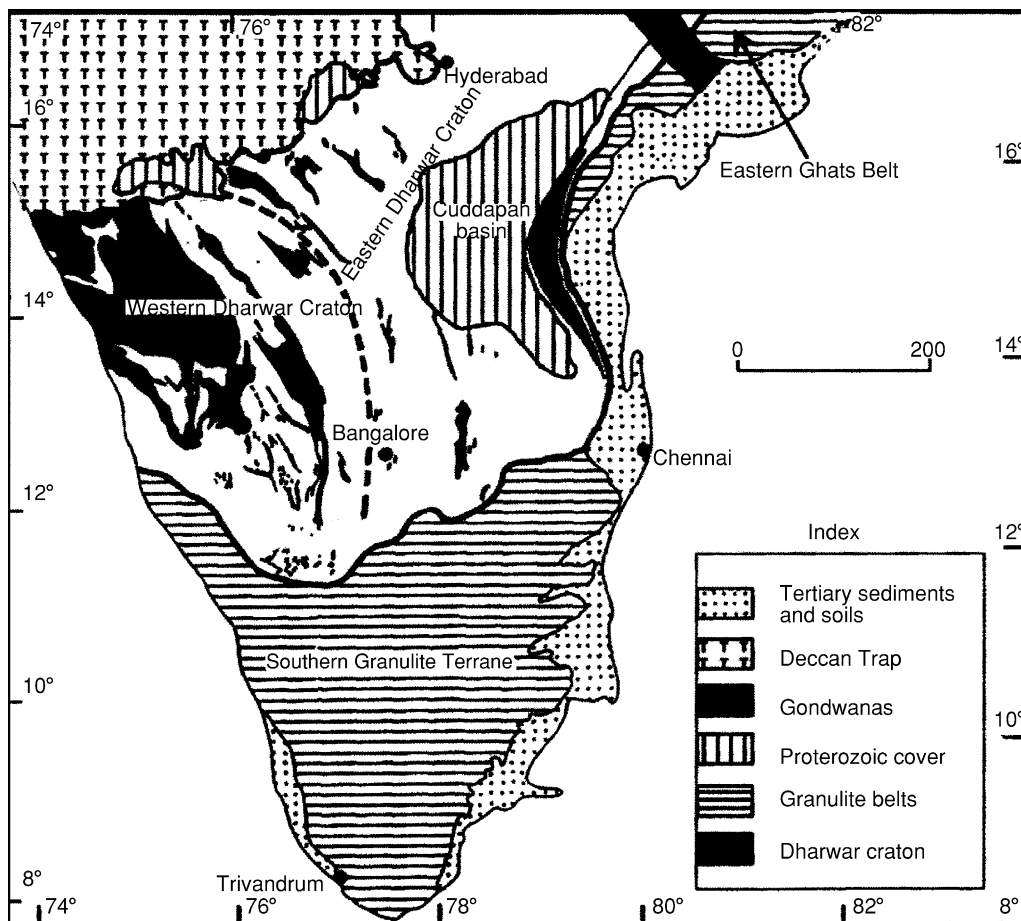 74°
76°
82°
Hyderabad
16°
Eastern Dharwar Craton
16°
Eastern Ghats Belt
Cuddapah
basin
Western Dharwar Craton
14°
0
200
14°
Bangalore
Chennai
12°
12°
Index
Tertiary sediments
and soils
Deccan Trap
Southern Granulite Terrane
10°
Gondwanas
10°
Proterozoic cover
Granulite belts
Dharwar craton
8°
Trivandrum
74°
76°
78°
80°
82°
8°